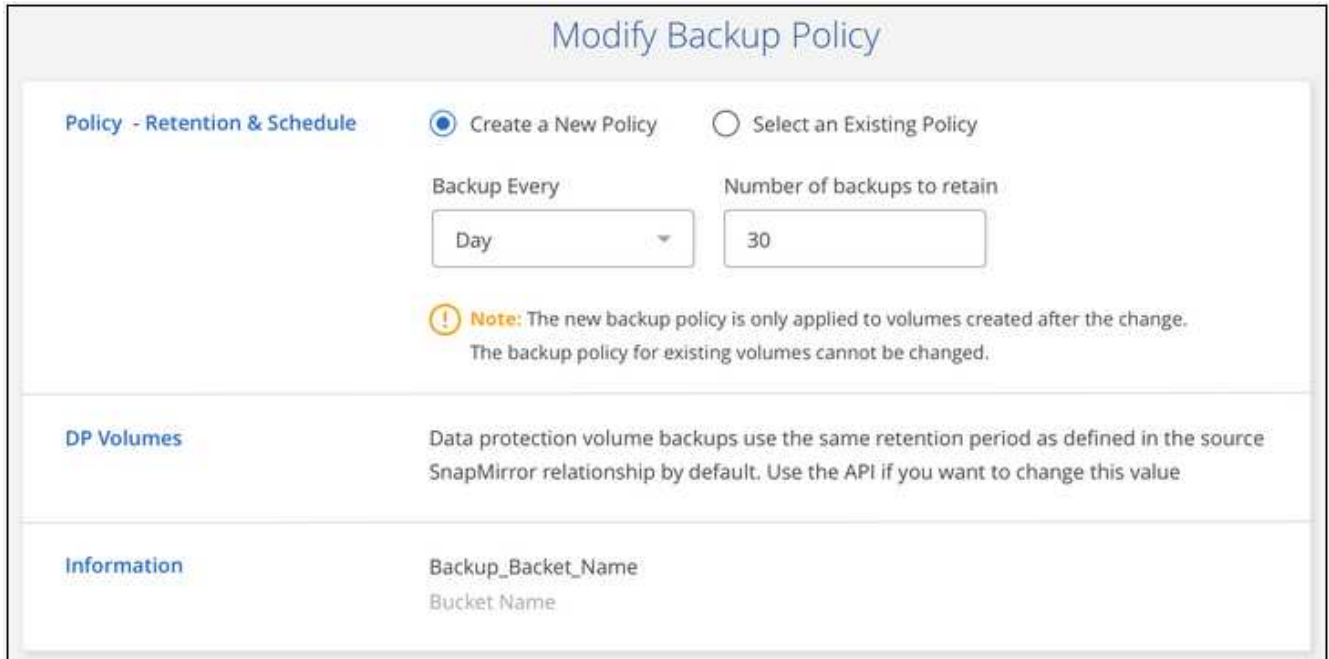 Modify Backup Policy
Policy - Retention & Schedule
Create a New Policy
Select an Existing Policy
Backup Every
Number of backups to retain
Day
30
Note: The new backup policy is only applied to volumes created after the change.
The backup policy for existing volumes cannot be changed.
DP Volumes
Data protection volume backups use the same retention period as defined in the source
SnapMirror relationship by default. Use the API if you want to change this value
Information
Backup_Backet_Name
Bucket Name